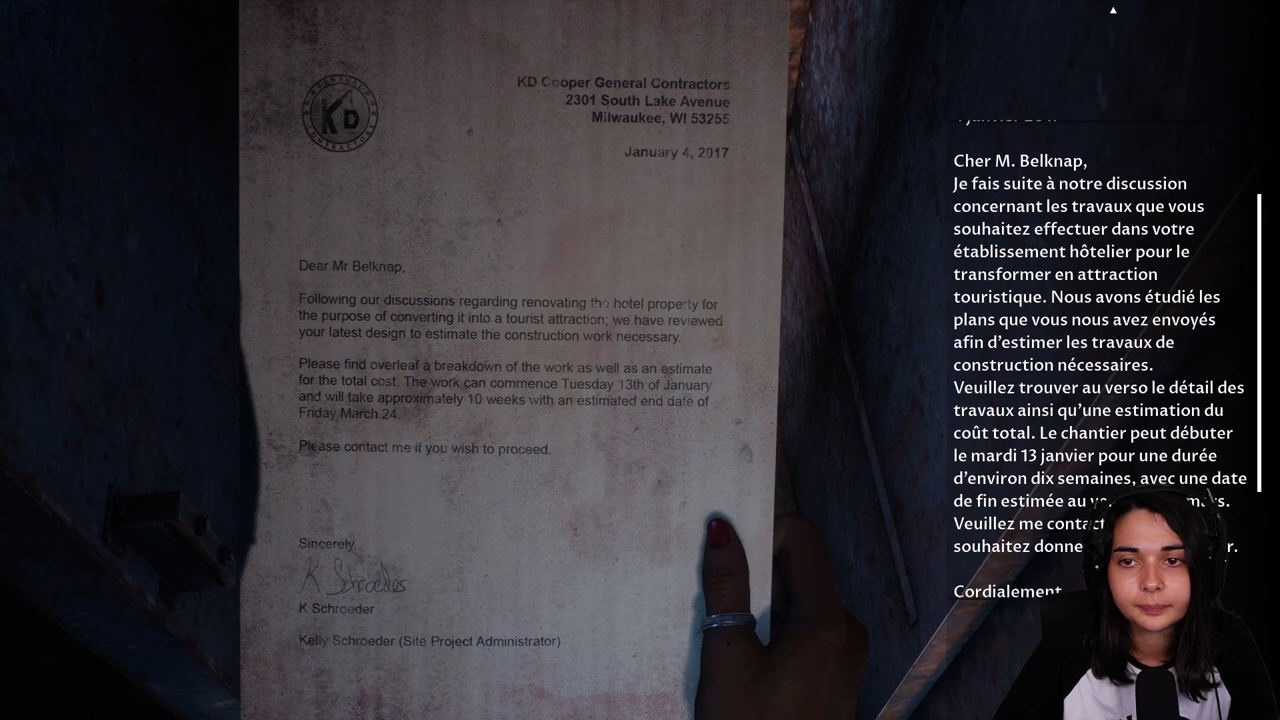 KD Cooper General Contractors
2301 South Lake Avenue
Milwaukee, WI 53255
January 4, 2017
KD
Dear Mr Belknap,
Following our discussions regarding renovating the hotel property for
the purpose of converting it into a tourist attraction; we have reviewed
your latest design to estimate the construction work necessary.
Please find overleaf a breakdown of the work as well as an estimate
for the total cost. The work can commence Tuesday 13th of January
and will take approximately 10 weeks with an estimated end date of
Friday March 24.
Please contact me if you wish to proceed.
Sincerely
K Schroeder
K Schroeder
Kelly Schroeder (Site Project Administrator)
Cher M. Belknap,
Je fais suite à notre discussion
concernant les travaux que vous
souhaitez effectuer dans votre
établissement hôtelier pour le
transformer en attraction
touristique. Nous avons étudié les
plans que vous nous avez envoyés
afin d'estimer les travaux de
construction nécessaires.
Veuillez trouver au verso le détail des
travaux ainsi qu'une estimation du
coût total. Le chantier peut débuter
le mardi 13 janvier pour une durée
d'environ dix semaines, avec une date
de fin estimée au
Veuillez me
souhaitez
Cordialement